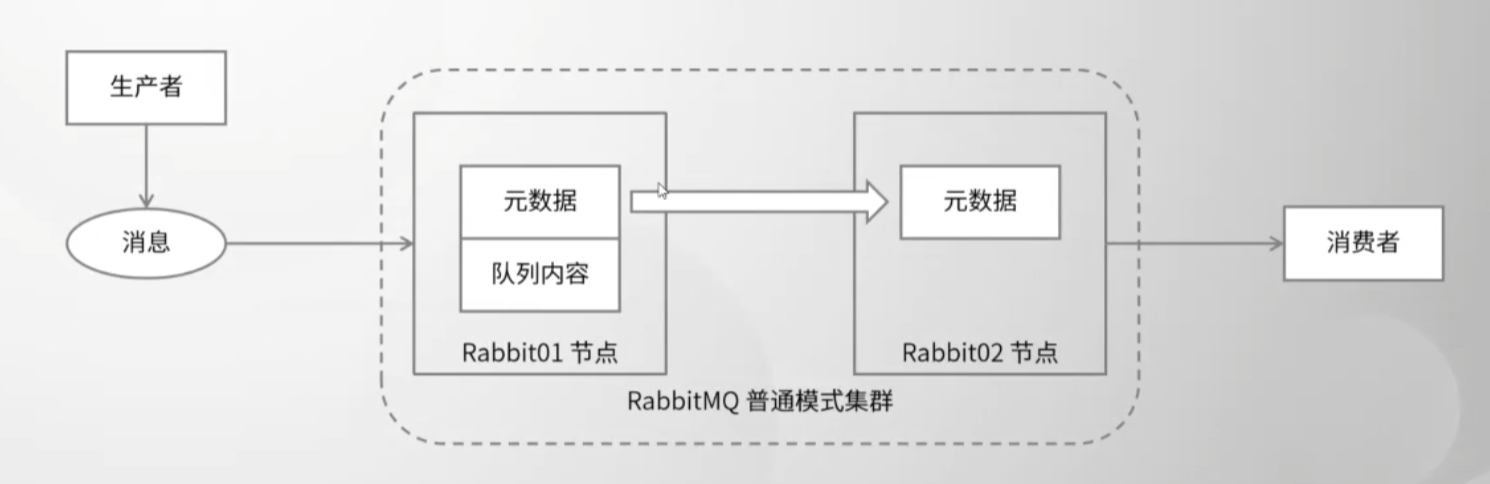 生产者
消息
元数据
队列内容
Rabbit01 节点
元数据
Rabbit02 节点
RabbitMQ 普通模式集群
消费者